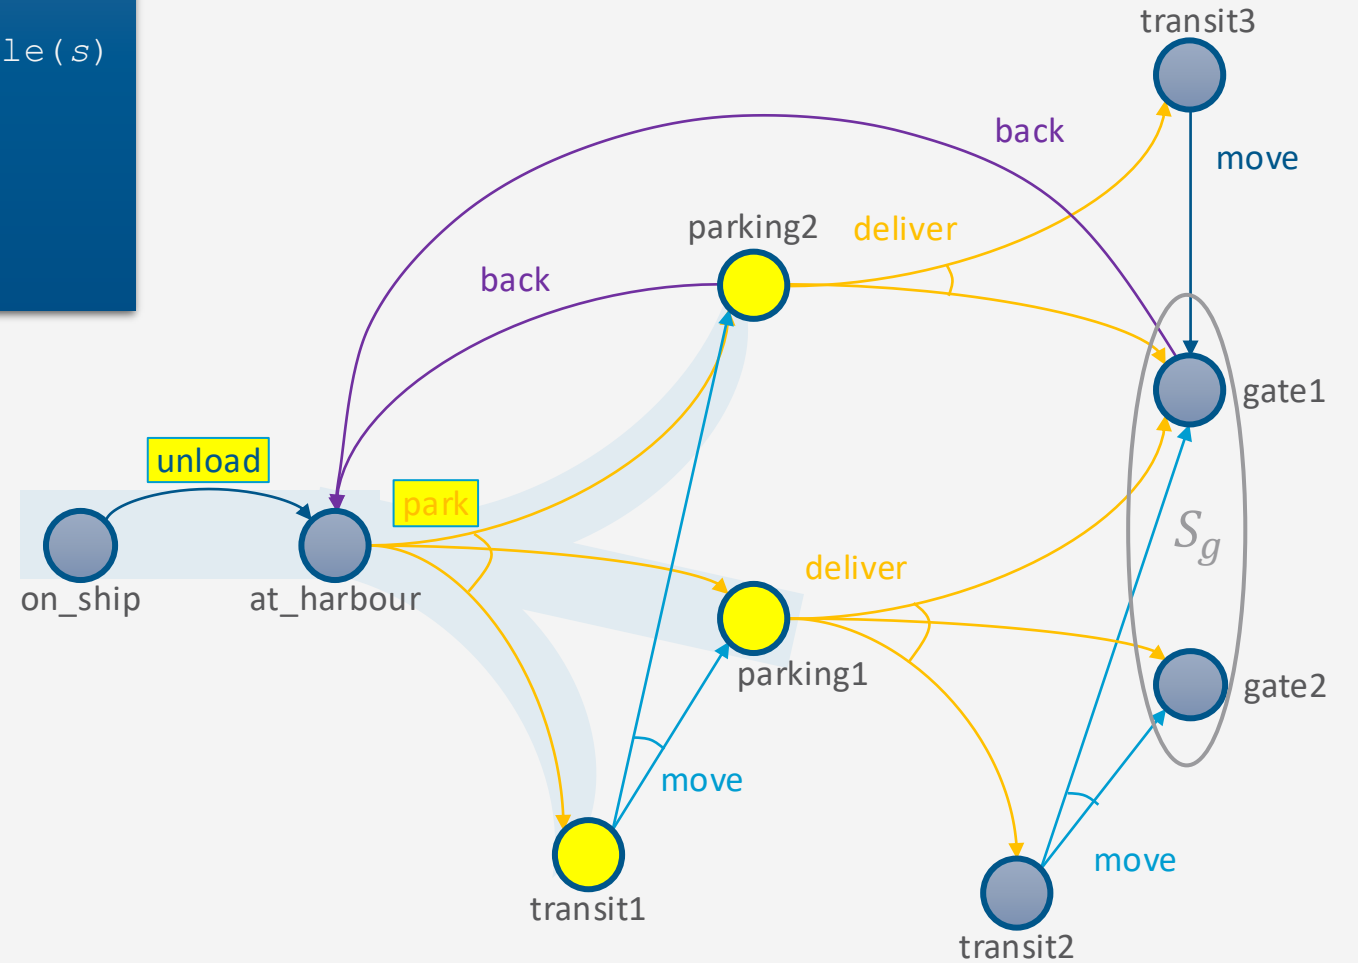 le(s)
transit3
back
move
parking2
deliver
back
gate1
unload
park
S_g
on_ship
at_harbour
deliver
parking1
gate2
move
move
transit1
transit2